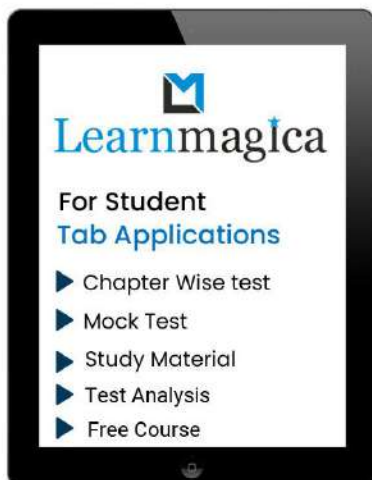 Learnmagica
For Student
Tab Applications
Chapter Wise test
Mock Test
Study Material
Test Analysis
Free Course